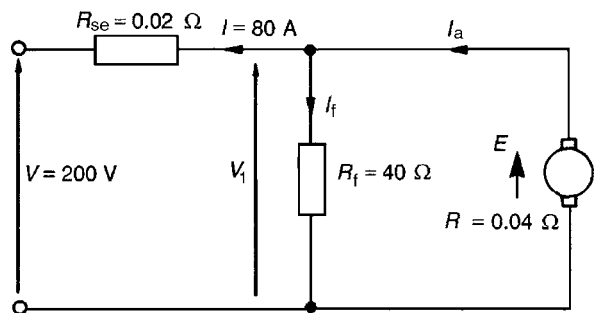 R_se = 0.02 Ω
I = 80 A
I_a
I_f
V = 200 V
V_1
R_f = 40 Ω
E
R = 0.04 Ω